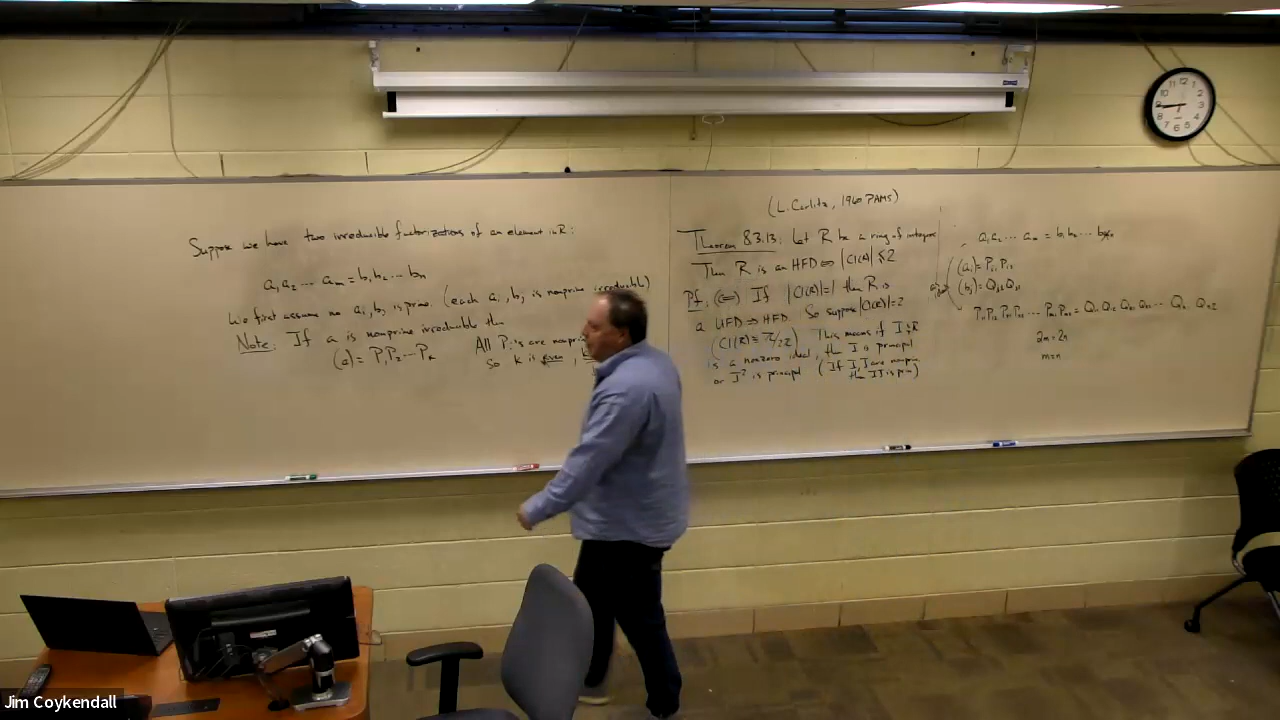 Suppose we have two irreducible factorizations of an element in R:
a₁a₂ ⋯ aₘ = b₁b₂ ⋯ bₙ
We first assume no aᵢ, bⱼ is prime. (each aᵢ, bⱼ is nonprime irreducible)
Note: If a is nonprime irreducible then
(a) = P₁P₂ ⋯ Pₖ
All Pᵢ's are nonprin
so k is even,
(L. Carlitz, 1960 PAMS)
Theorem 8.3.13: Let R be a ring of integers
Then R is an HFD ⇔ |Cl(R)| ≤ 2
Pf: (⇐) If |Cl(R)|=1 then R is
a UFD ⇒ HFD. So suppose |Cl(R)|=2
(Cl(R) ≅ Z/2Z) This means if I ⊆ R
is a nonzero ideal, then I is principal
or I² is principal (If I, J are nonprin,
then IJ is prin)
a₁a₂ ⋯ aₘ = b₁b₂ ⋯ bₙ
(aᵢ) = Pᵢ₁Pᵢ₂
(bⱼ) = Qⱼ₁Qⱼ₂
P₁₁P₁₂P₂₁P₂₂ ⋯ Pₘ₁Pₘ₂ = Q₁₁Q₁₂Q₂₁Q₂₂ ⋯ Qₙ₁Qₙ₂
2m = 2n
m = n
Jim Coykendall